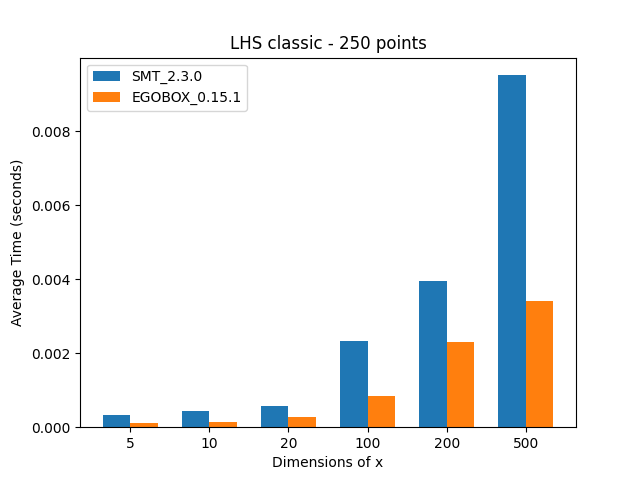 LHS classic - 250 points
SMT_2.3.0
EGOBOX_0.15.1
Average Time (seconds)
0.008
0.006
0.004
0.002
0.000
5 10 20 100 200 500
Dimensions of x